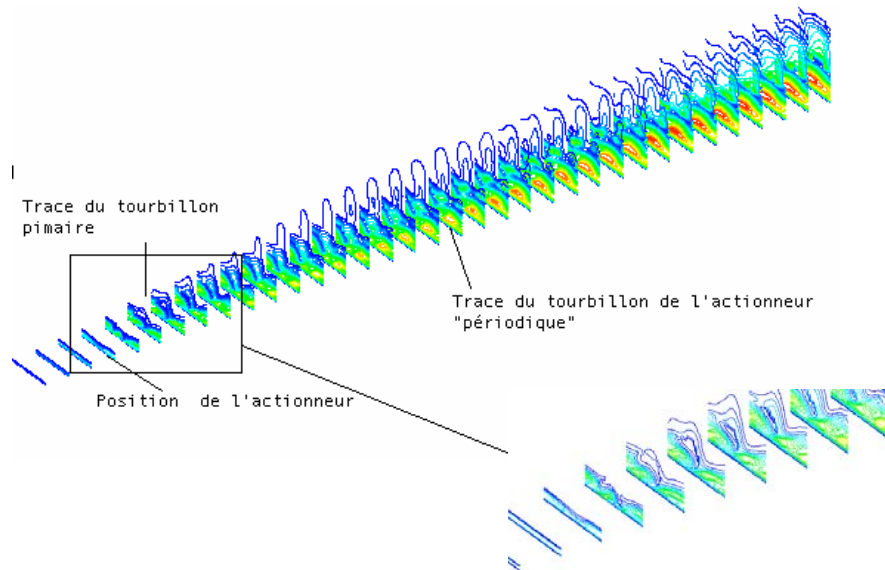 Trace du tourbillon
pimaire
Trace du tourbillon de l'actionneur
"périodique"
Position de l'actionneur